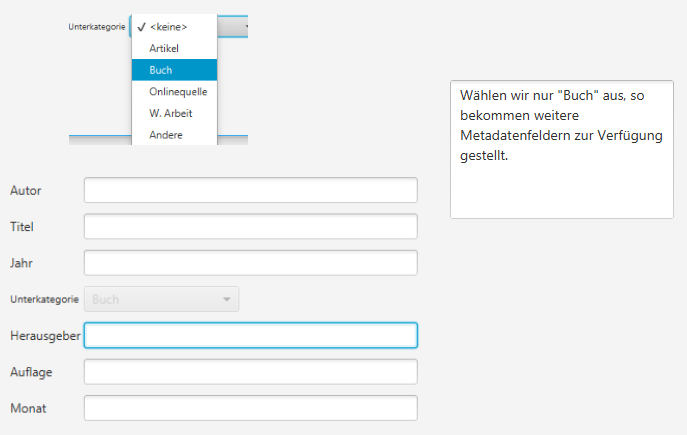 Unterkategorie
✓ <keine>
Artikel
Buch
Onlinequelle
W. Arbeit
Andere
Wählen wir nur "Buch" aus, so
bekommen weitere
Metadatenfeldern zur Verfügung
gestellt.
Autor
Titel
Jahr
Unterkategorie Buch
Herausgeber
Auflage
Monat